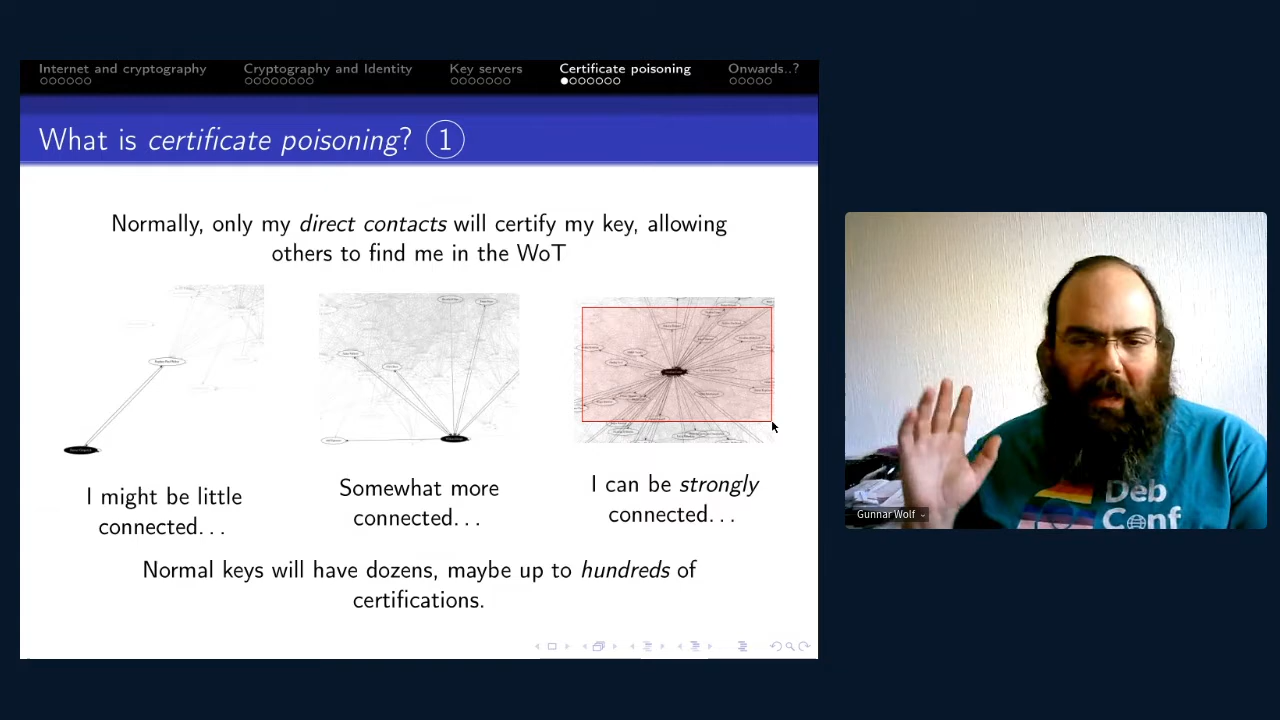 Internet and cryptography
Cryptography and Identity
Key servers
Certificate poisoning
Onwards..?
What is certificate poisoning? 1
Normally, only my direct contacts will certify my key, allowing
others to find me in the WoT
I might be little
connected...
Somewhat more
connected...
I can be strongly
connected...
Normal keys will have dozens, maybe up to hundreds of
certifications.
Deb
Conf
Gunnar Wolf